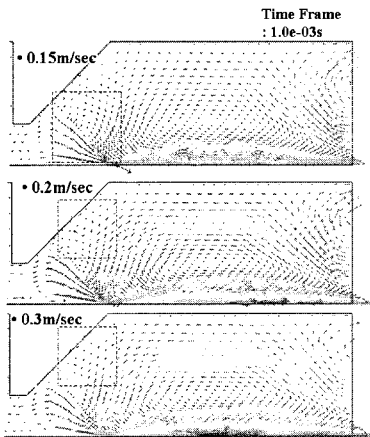 Time Frame
: 1.0e-03s
• 0.15m/sec
• 0.2m/sec
• 0.3m/sec